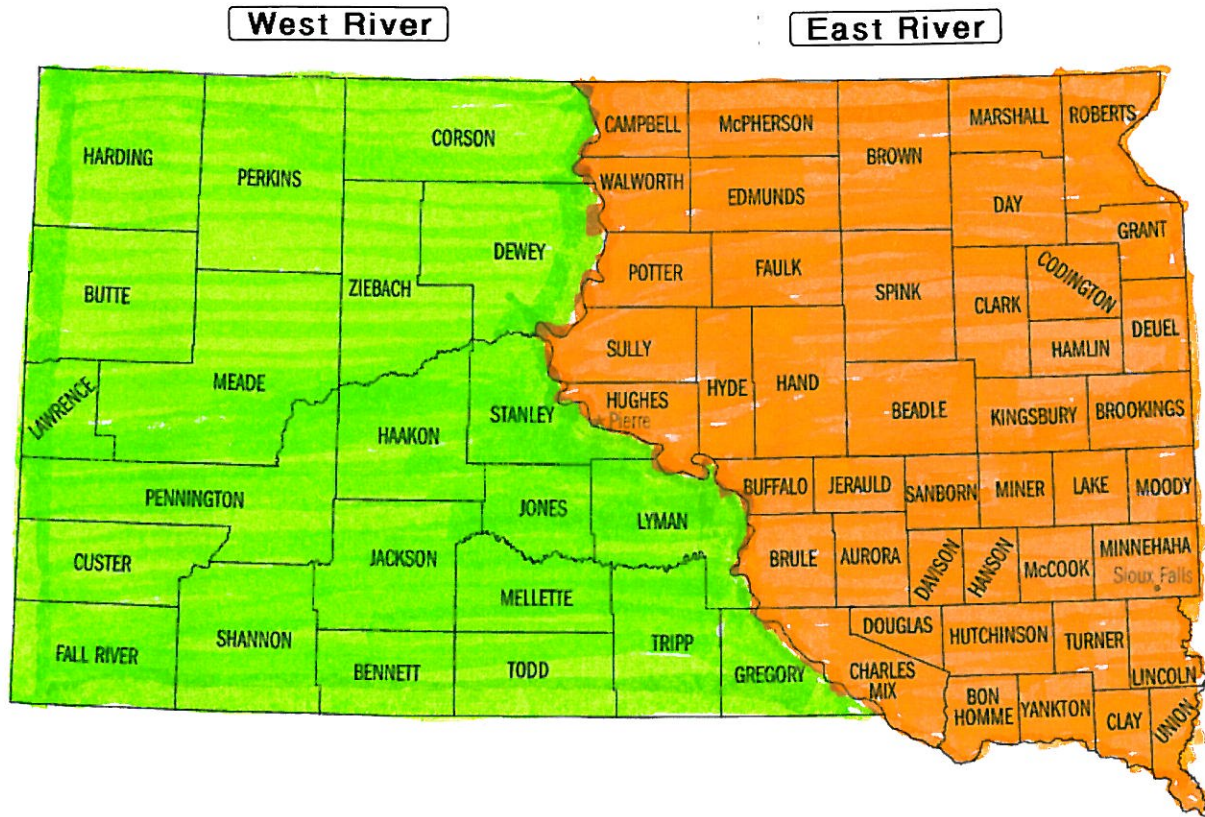 West River
East River
HARDING
PERKINS
CORSON
CAMPBELL
McPHERSON
BROWN
MARSHALL
ROBERTS
WALWORTH
EDMUNDS
DAY
DEWEY
ZIEBACH
BUTTE
POTTER
FAULK
SPINK
GRANT
CODINGTON
CLARK
DEUEL
HAMLIN
LAWRENCE
MEADE
SULLY
HUGHES
Pierre
HYDE
HAND
BEADLE
KINGSBURY
BROOKINGS
HAAKON
STANLEY
PENNINGTON
JONES
LYMAN
BUFFALO
JERAULD
SANBORN
MINER
LAKE
MOODY
CUSTER
JACKSON
BRULE
AURORA
DAVISON
HANSON
McCOOK
MINNEHAHA
Sioux Falls
MELLETTE
FALL RIVER
SHANNON
BENNETT
TODD
TRIPP
GREGORY
DOUGLAS
CHARLES
MIX
HUTCHINSON
TURNER
LINCOLN
BON
HOMME
YANKTON
CLAY
UNION